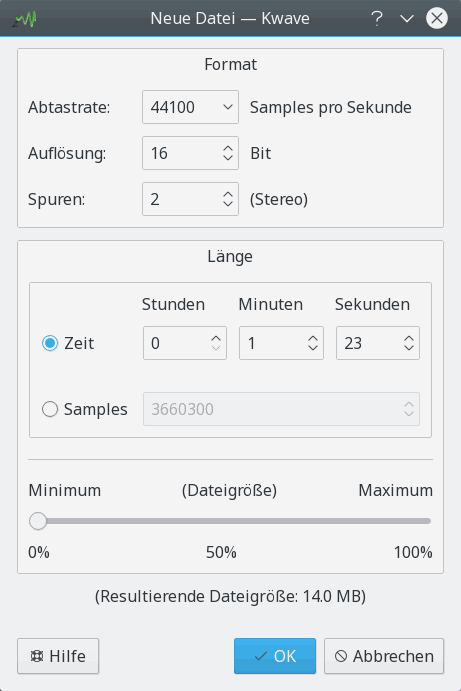 Neue Datei — Kwave
Format
Abtastrate: 44100 Samples pro Sekunde
Auflösung: 16 Bit
Spuren: 2 (Stereo)
Länge
Stunden Minuten Sekunden
Zeit 0 1 23
Samples 3660300
Minimum (Dateigröße) Maximum
0% 50% 100%
(Resultierende Dateigröße: 14.0 MB)
Hilfe OK Abbrechen